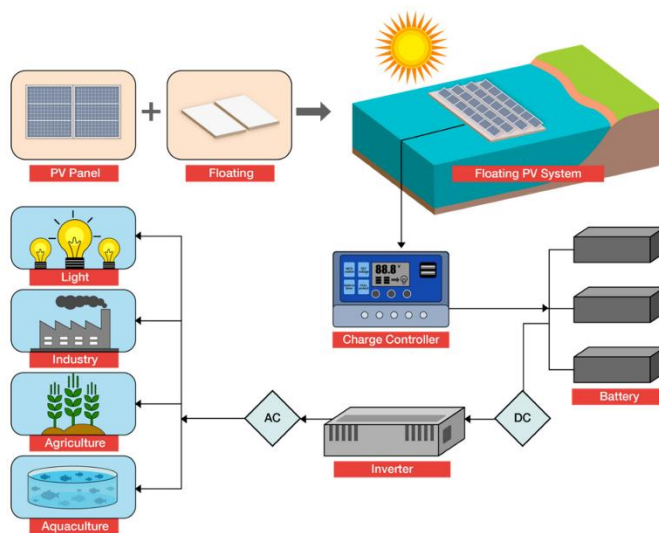 PV Panel
Floating
Floating PV System
Light
88.8
Charge Controller
Industry
Battery
Agriculture
AC
DC
Inverter
Aquaculture